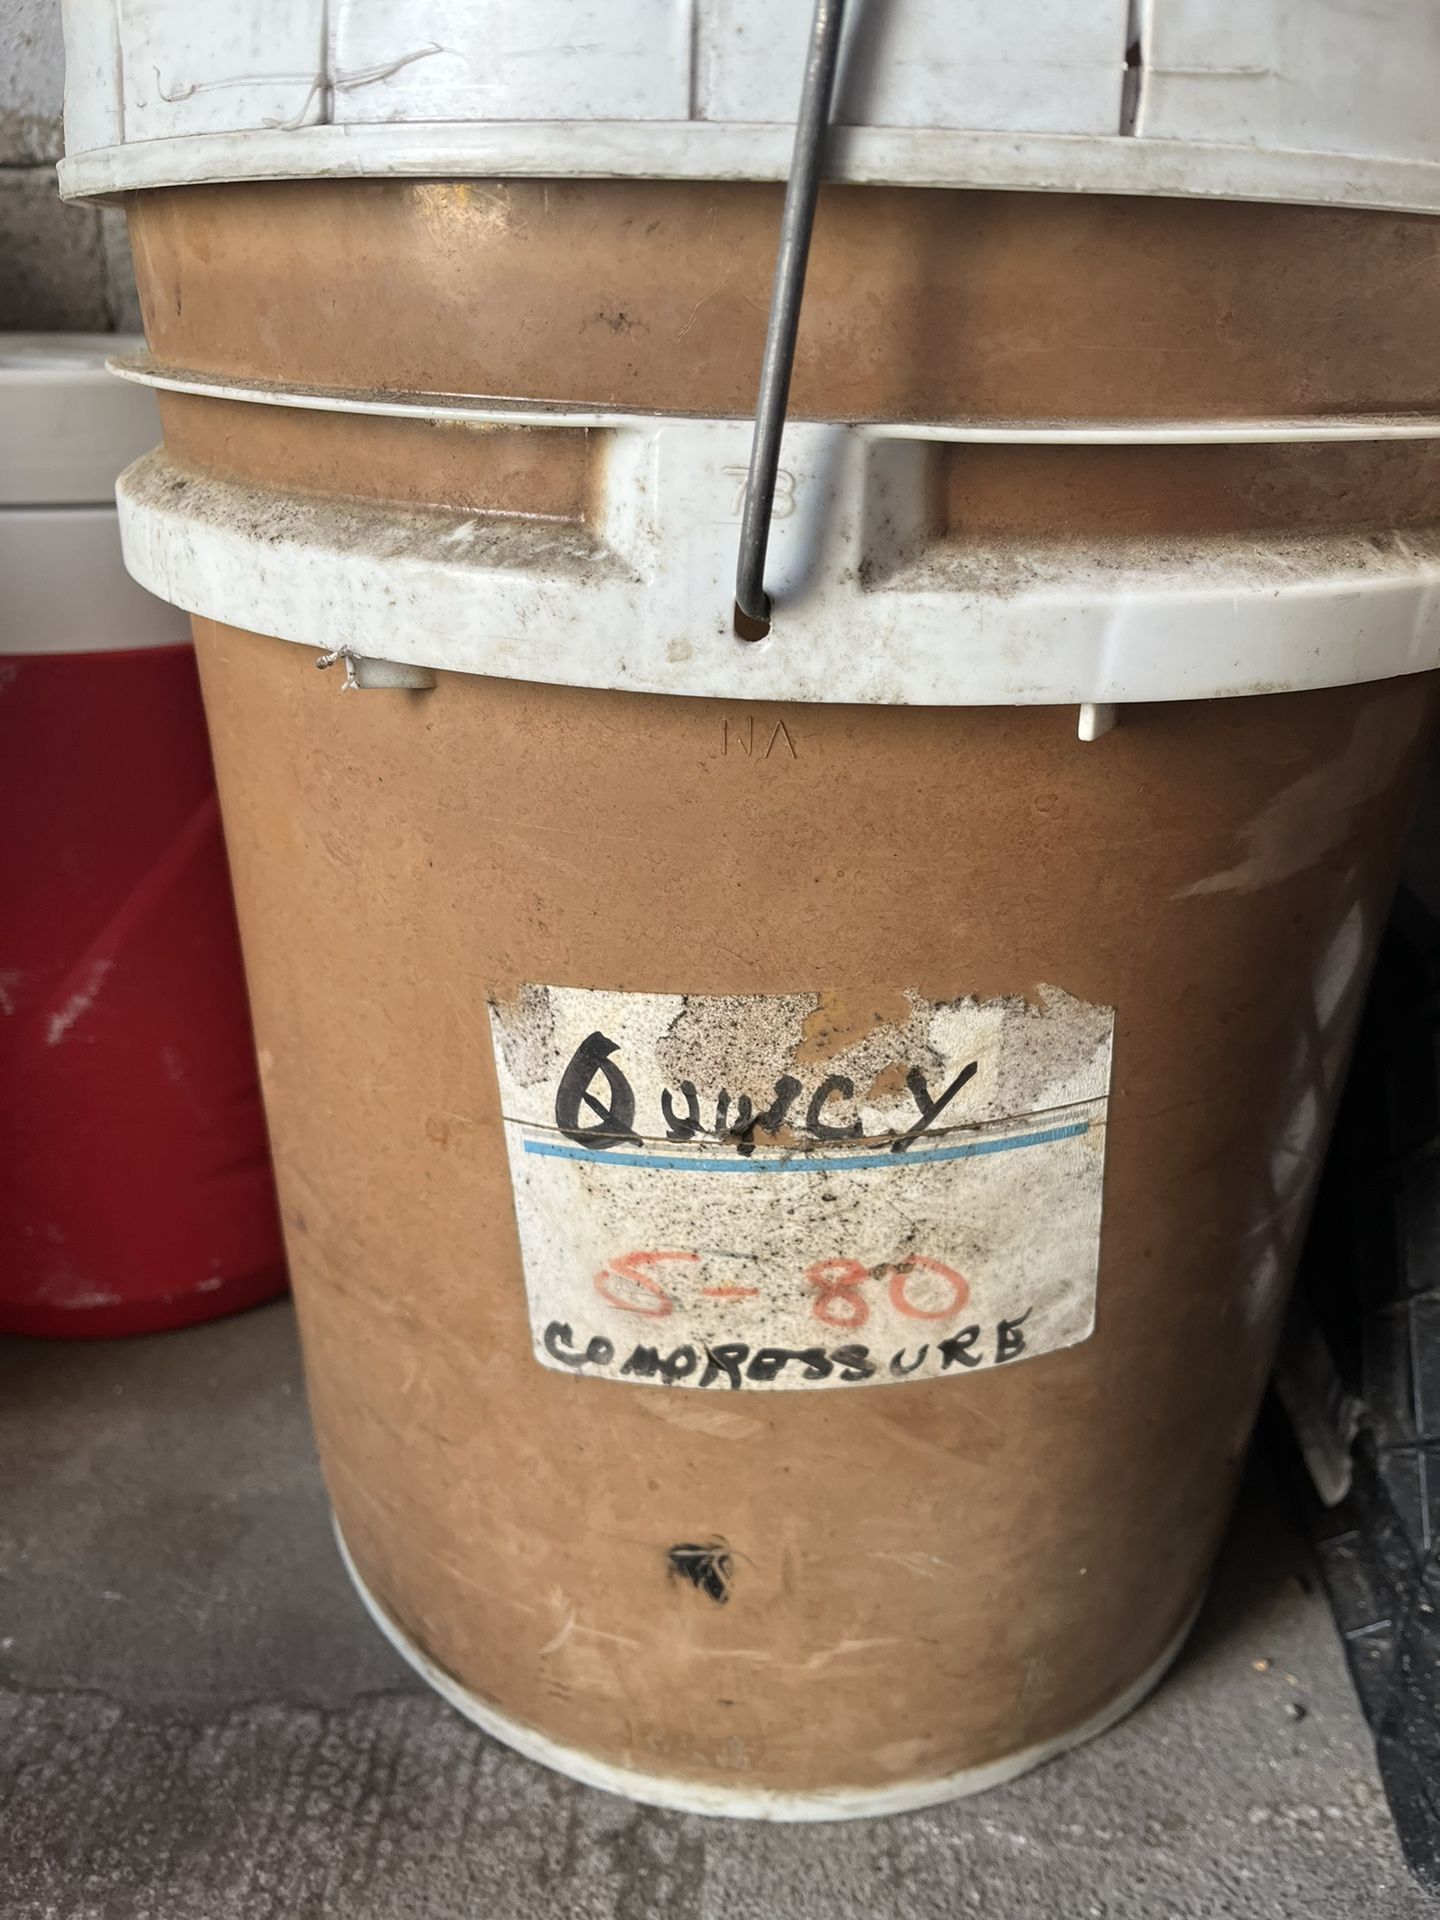 78
NA
QUINCY
S-80
COMPRESSURE